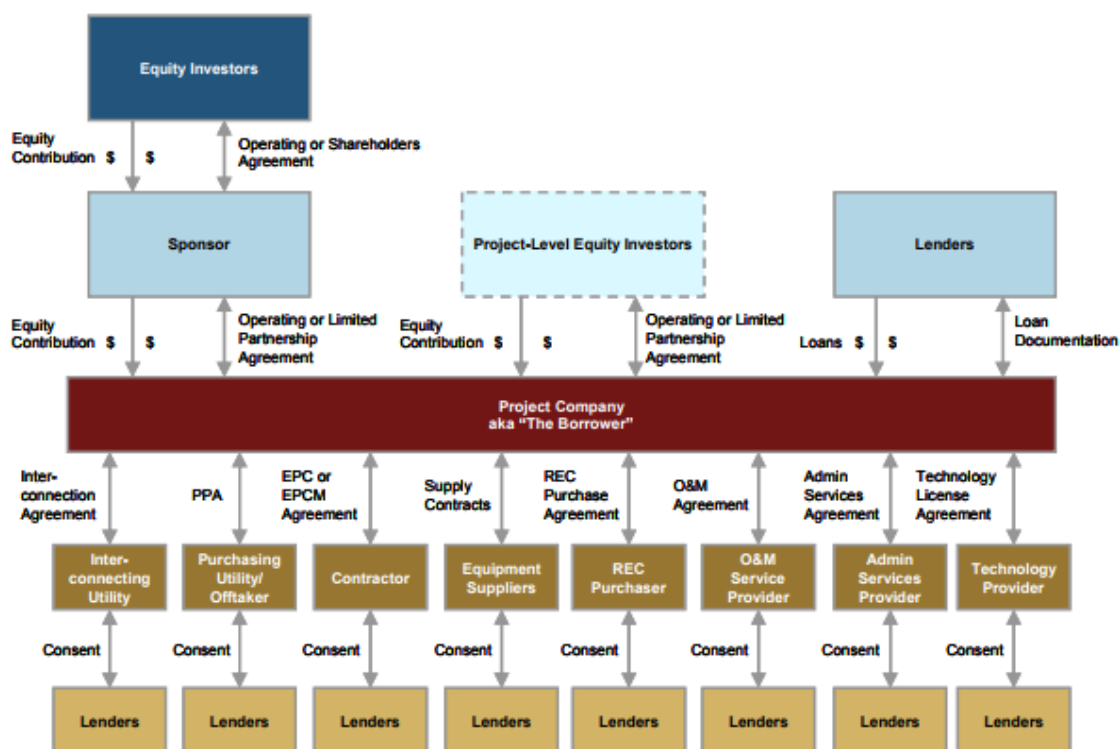 Equity Investors
Equity
Contribution $ $
Operating or Shareholders
Agreement
Sponsor
Project-Level Equity Investors
Lenders
Equity
Contribution $ $
Operating or Limited
Partnership
Agreement
Equity
Contribution $ $
Operating or Limited
Partnership
Agreement
Loans $ $
Loan
Documentation
Project Company
aka “The Borrower”
Inter-
connection
Agreement
PPA
EPC or
EPCM
Agreement
Supply
Contracts
REC
Purchase
Agreement
O&M
Agreement
Admin
Services
Agreement
Technology
License
Agreement
Inter-
connecting
Utility
Purchasing
Utility/
Offtaker
Contractor
Equipment
Suppliers
REC
Purchaser
O&M
Service
Provider
Admin
Services
Provider
Technology
Provider
Consent
Consent
Consent
Consent
Consent
Consent
Consent
Consent
Lenders
Lenders
Lenders
Lenders
Lenders
Lenders
Lenders
Lenders